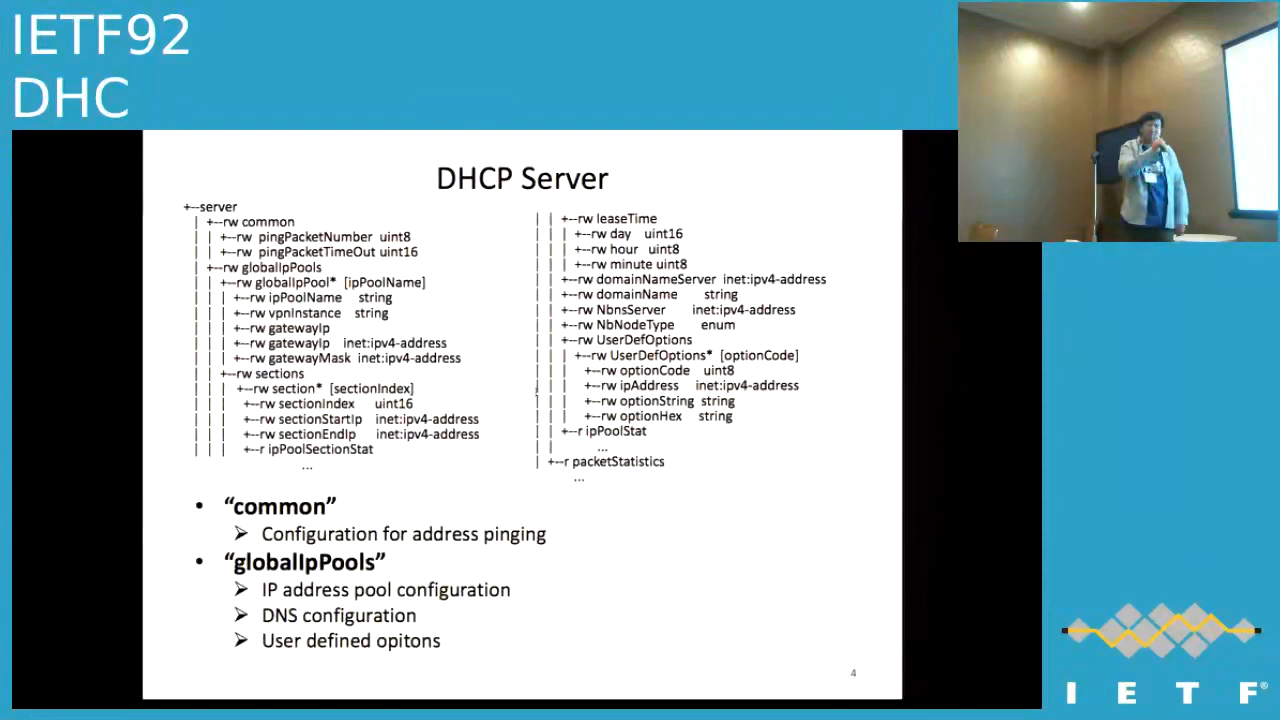 IETF92
DHC
DHCP Server
+--server
| +--rw common
| | +--rw pingPacketNumber uint8
| | +--rw pingPacketTimeOut uint16
| +--rw globalIpPools
| | +--rw globalIpPool* [ipPoolName]
| | | +--rw ipPoolName string
| | | +--rw vpnInstance string
| | | +--rw gatewayIp
| | | +--rw gatewayIp inet:ipv4-address
| | | +--rw gatewayMask inet:ipv4-address
| | +--rw sections
| | | +--rw section* [sectionIndex]
| | | +--rw sectionIndex uint16
| | | +--rw sectionStartIp inet:ipv4-address
| | | +--rw sectionEndIp inet:ipv4-address
| | | +--r ipPoolSectionStat
...
| | +--rw leaseTime
| | +--rw day uint16
| | +--rw hour uint8
| | +--rw minute uint8
| | +--rw domainNameServer inet:ipv4-address
| | +--rw domainName string
| | +--rw NbnsServer inet:ipv4-address
| | +--rw NbNodeType enum
| | +--rw UserDefOptions
| | +--rw UserDefOptions* [optionCode]
| | +--rw optionCode uint8
| | +--rw ipAddress inet:ipv4-address
| | +--rw optionString string
| | +--rw optionHex string
| | +--r ipPoolStat
| | ...
| +--r packetStatistics
...
• “common”
➢ Configuration for address pinging
• “globalIpPools”
➢ IP address pool configuration
➢ DNS configuration
➢ User defined opitons
4
I E T F®